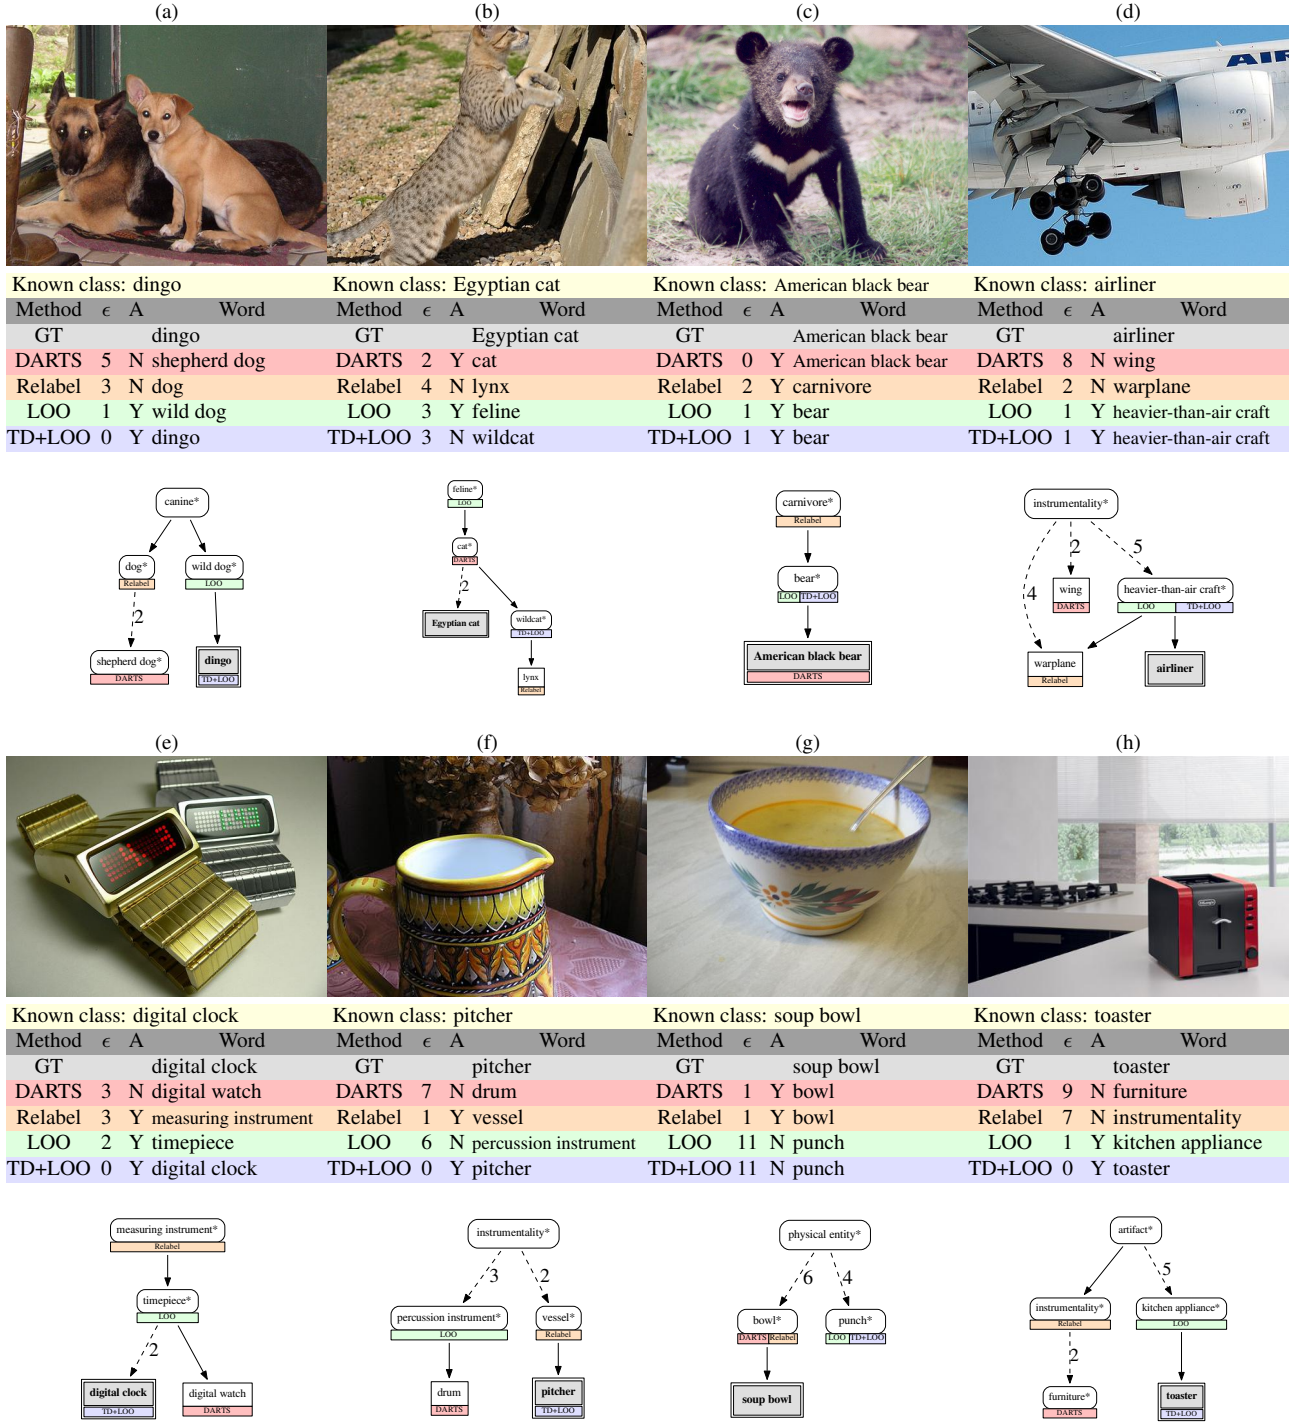 (a) (b) (c) (d)
AIR
Known class: dingo Known class: Egyptian cat Known class: American black bear Known class: airliner
Method ϵ A Word Method ϵ A Word Method ϵ A Word Method ϵ A Word
GT dingo GT Egyptian cat GT American black bear GT airliner
DARTS 5 N shepherd dog DARTS 2 Y cat DARTS 0 Y American black bear DARTS 8 N wing
Relabel 3 N dog Relabel 4 N lynx Relabel 2 Y carnivore Relabel 2 N warplane
LOO 1 Y wild dog LOO 3 Y feline LOO 1 Y bear LOO 1 Y heavier-than-air craft
TD+LOO 0 Y dingo TD+LOO 3 N wildcat TD+LOO 1 Y bear TD+LOO 1 Y heavier-than-air craft
canine*
dog* wild dog*
Relabel LOO
2
shepherd dog* dingo
DARTS TD+LOO
feline*
LOO
cat*
DARTS
2
Egyptian cat wildcat*
TD+LOO
lynx
Relabel
carnivore*
Relabel
bear*
LOO TD+LOO
American black bear
DARTS
instrumentality*
2 5
4
wing heavier-than-air craft*
DARTS LOO TD+LOO
warplane airliner
Relabel
(e) (f) (g) (h)
Known class: digital clock Known class: pitcher Known class: soup bowl Known class: toaster
Method ϵ A Word Method ϵ A Word Method ϵ A Word Method ϵ A Word
GT digital clock GT pitcher GT soup bowl GT toaster
DARTS 3 N digital watch DARTS 7 N drum DARTS 1 Y bowl DARTS 9 N furniture
Relabel 3 Y measuring instrument Relabel 1 Y vessel Relabel 1 Y bowl Relabel 7 N instrumentality
LOO 2 Y timepiece LOO 6 N percussion instrument LOO 11 N punch LOO 1 Y kitchen appliance
TD+LOO 0 Y digital clock TD+LOO 0 Y pitcher TD+LOO 11 N punch TD+LOO 0 Y toaster
measuring instrument*
Relabel
timepiece*
LOO
2
digital clock digital watch
TD+LOO DARTS
instrumentality*
3 2
percussion instrument* vessel*
LOO Relabel
drum pitcher
DARTS TD+LOO
physical entity*
6 4
bowl* punch*
DARTS Relabel LOO TD+LOO
soup bowl
artifact*
5
instrumentality* kitchen appliance*
Relabel LOO
2
furniture* toaster
DARTS TD+LOO